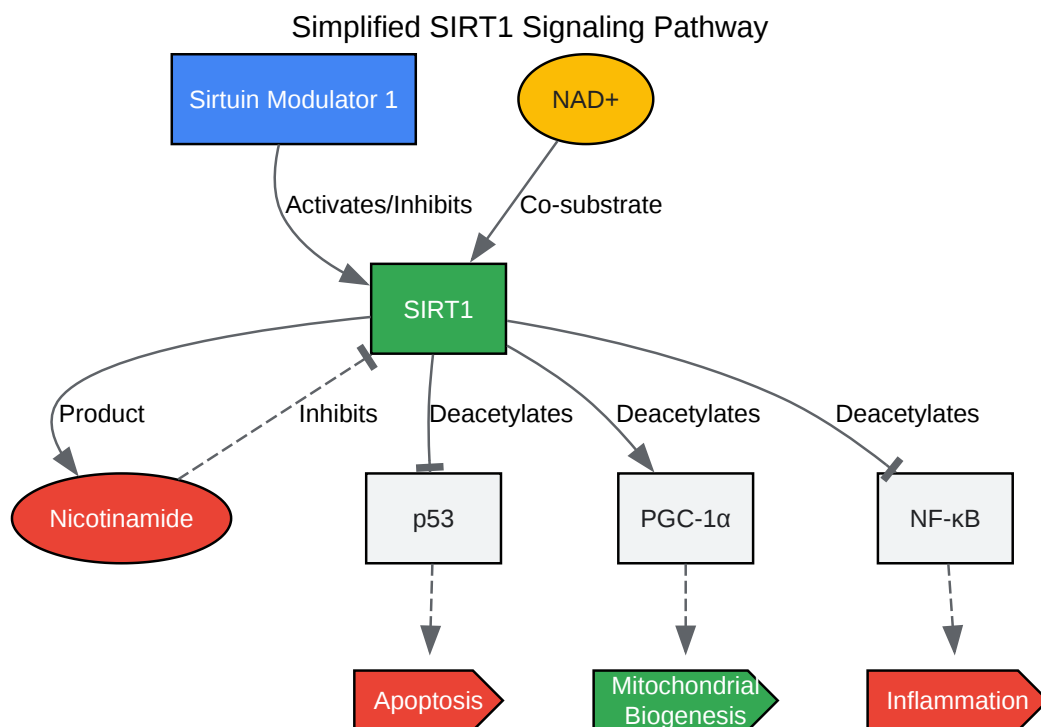 Simplified SIRT1 Signaling Pathway
Sirtuin Modulator 1
NAD+
Activates/Inhibits
Co-substrate
SIRT1
Product
Inhibits
Deacetylates
Deacetylates
Deacetylates
Nicotinamide
p53
PGC-1α
NF-κB
Apoptosis
Mitochondrial
Biogenesis
Inflammation